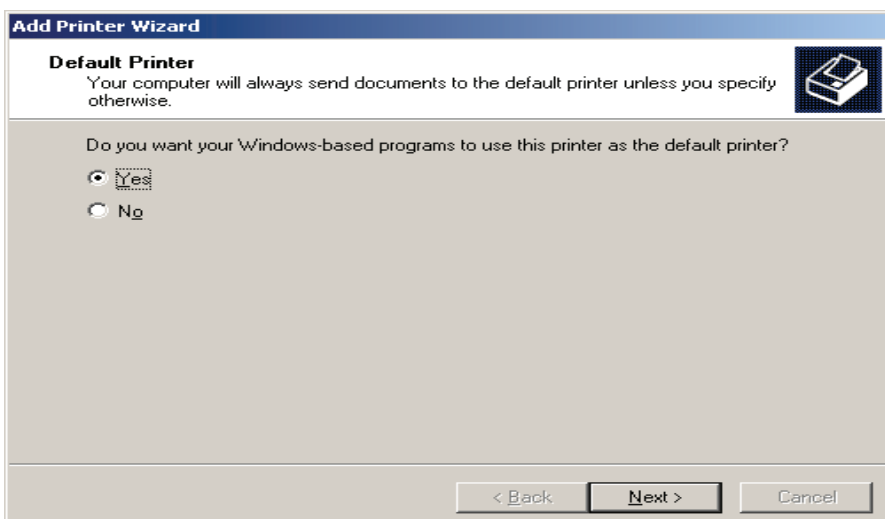 Add Printer Wizard
Default Printer
Your computer will always send documents to the default printer unless you specify
otherwise.
Do you want your Windows-based programs to use this printer as the default printer?
Yes
No
< Back
Next >
Cancel